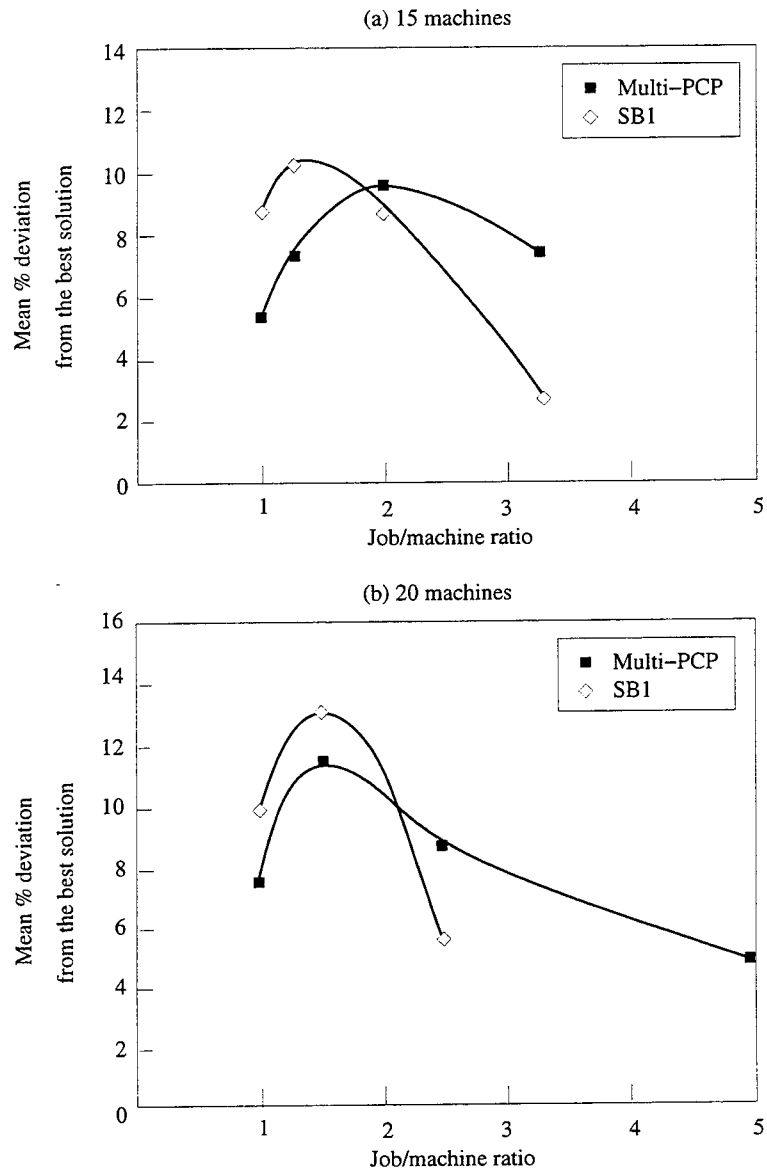 (a) 15 machines
14
12
10
8
6
4
2
0
Mean % deviation
from the best solution
Multi−PCP
SB1
1 2 3 4 5
Job/machine ratio
(b) 20 machines
16
14
12
10
8
6
4
2
0
Mean % deviation
from the best solution
Multi−PCP
SB1
1 2 3 4 5
Job/machine ratio